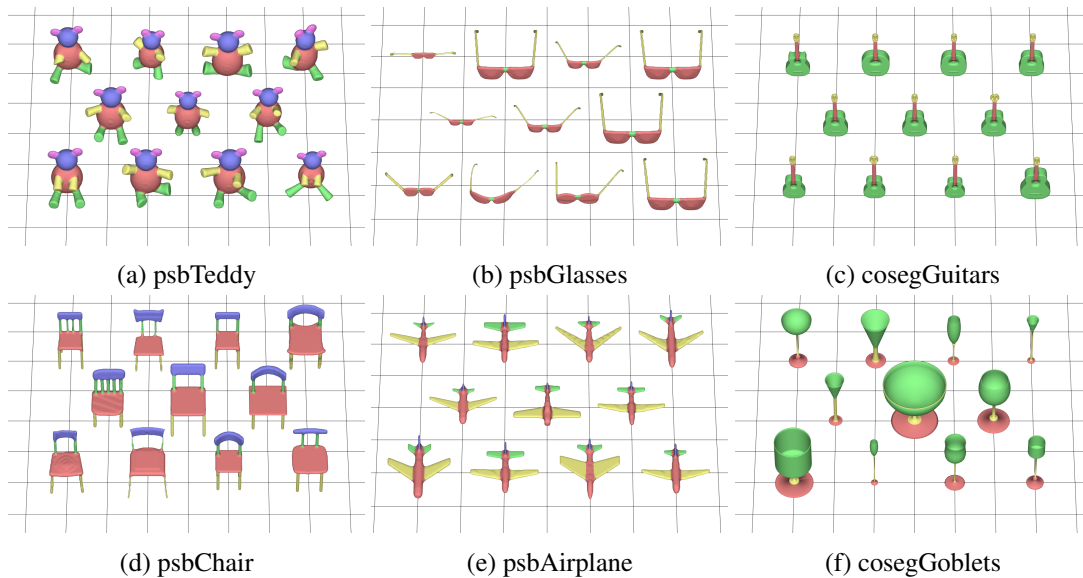 (a) psbTeddy
(b) psbGlasses
(c) cosegGuitars
(d) psbChair
(e) psbAirplane
(f) cosegGoblets